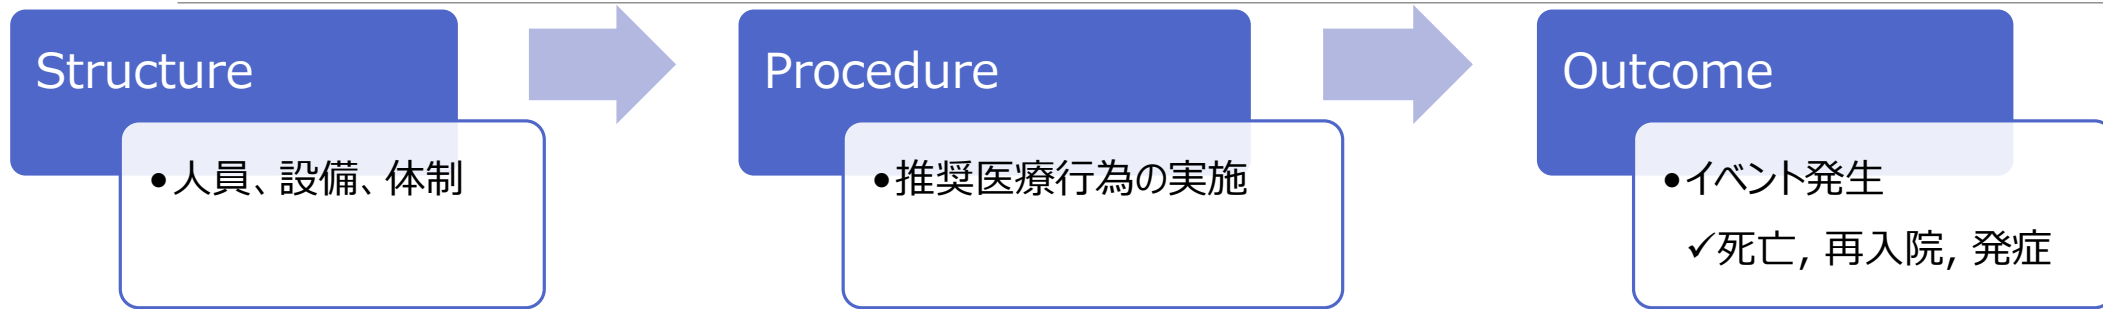 Structure
•人員、設備、体制
Procedure
•推奨医療行為の実施
Outcome
•イベント発生
✓死亡, 再入院, 発症